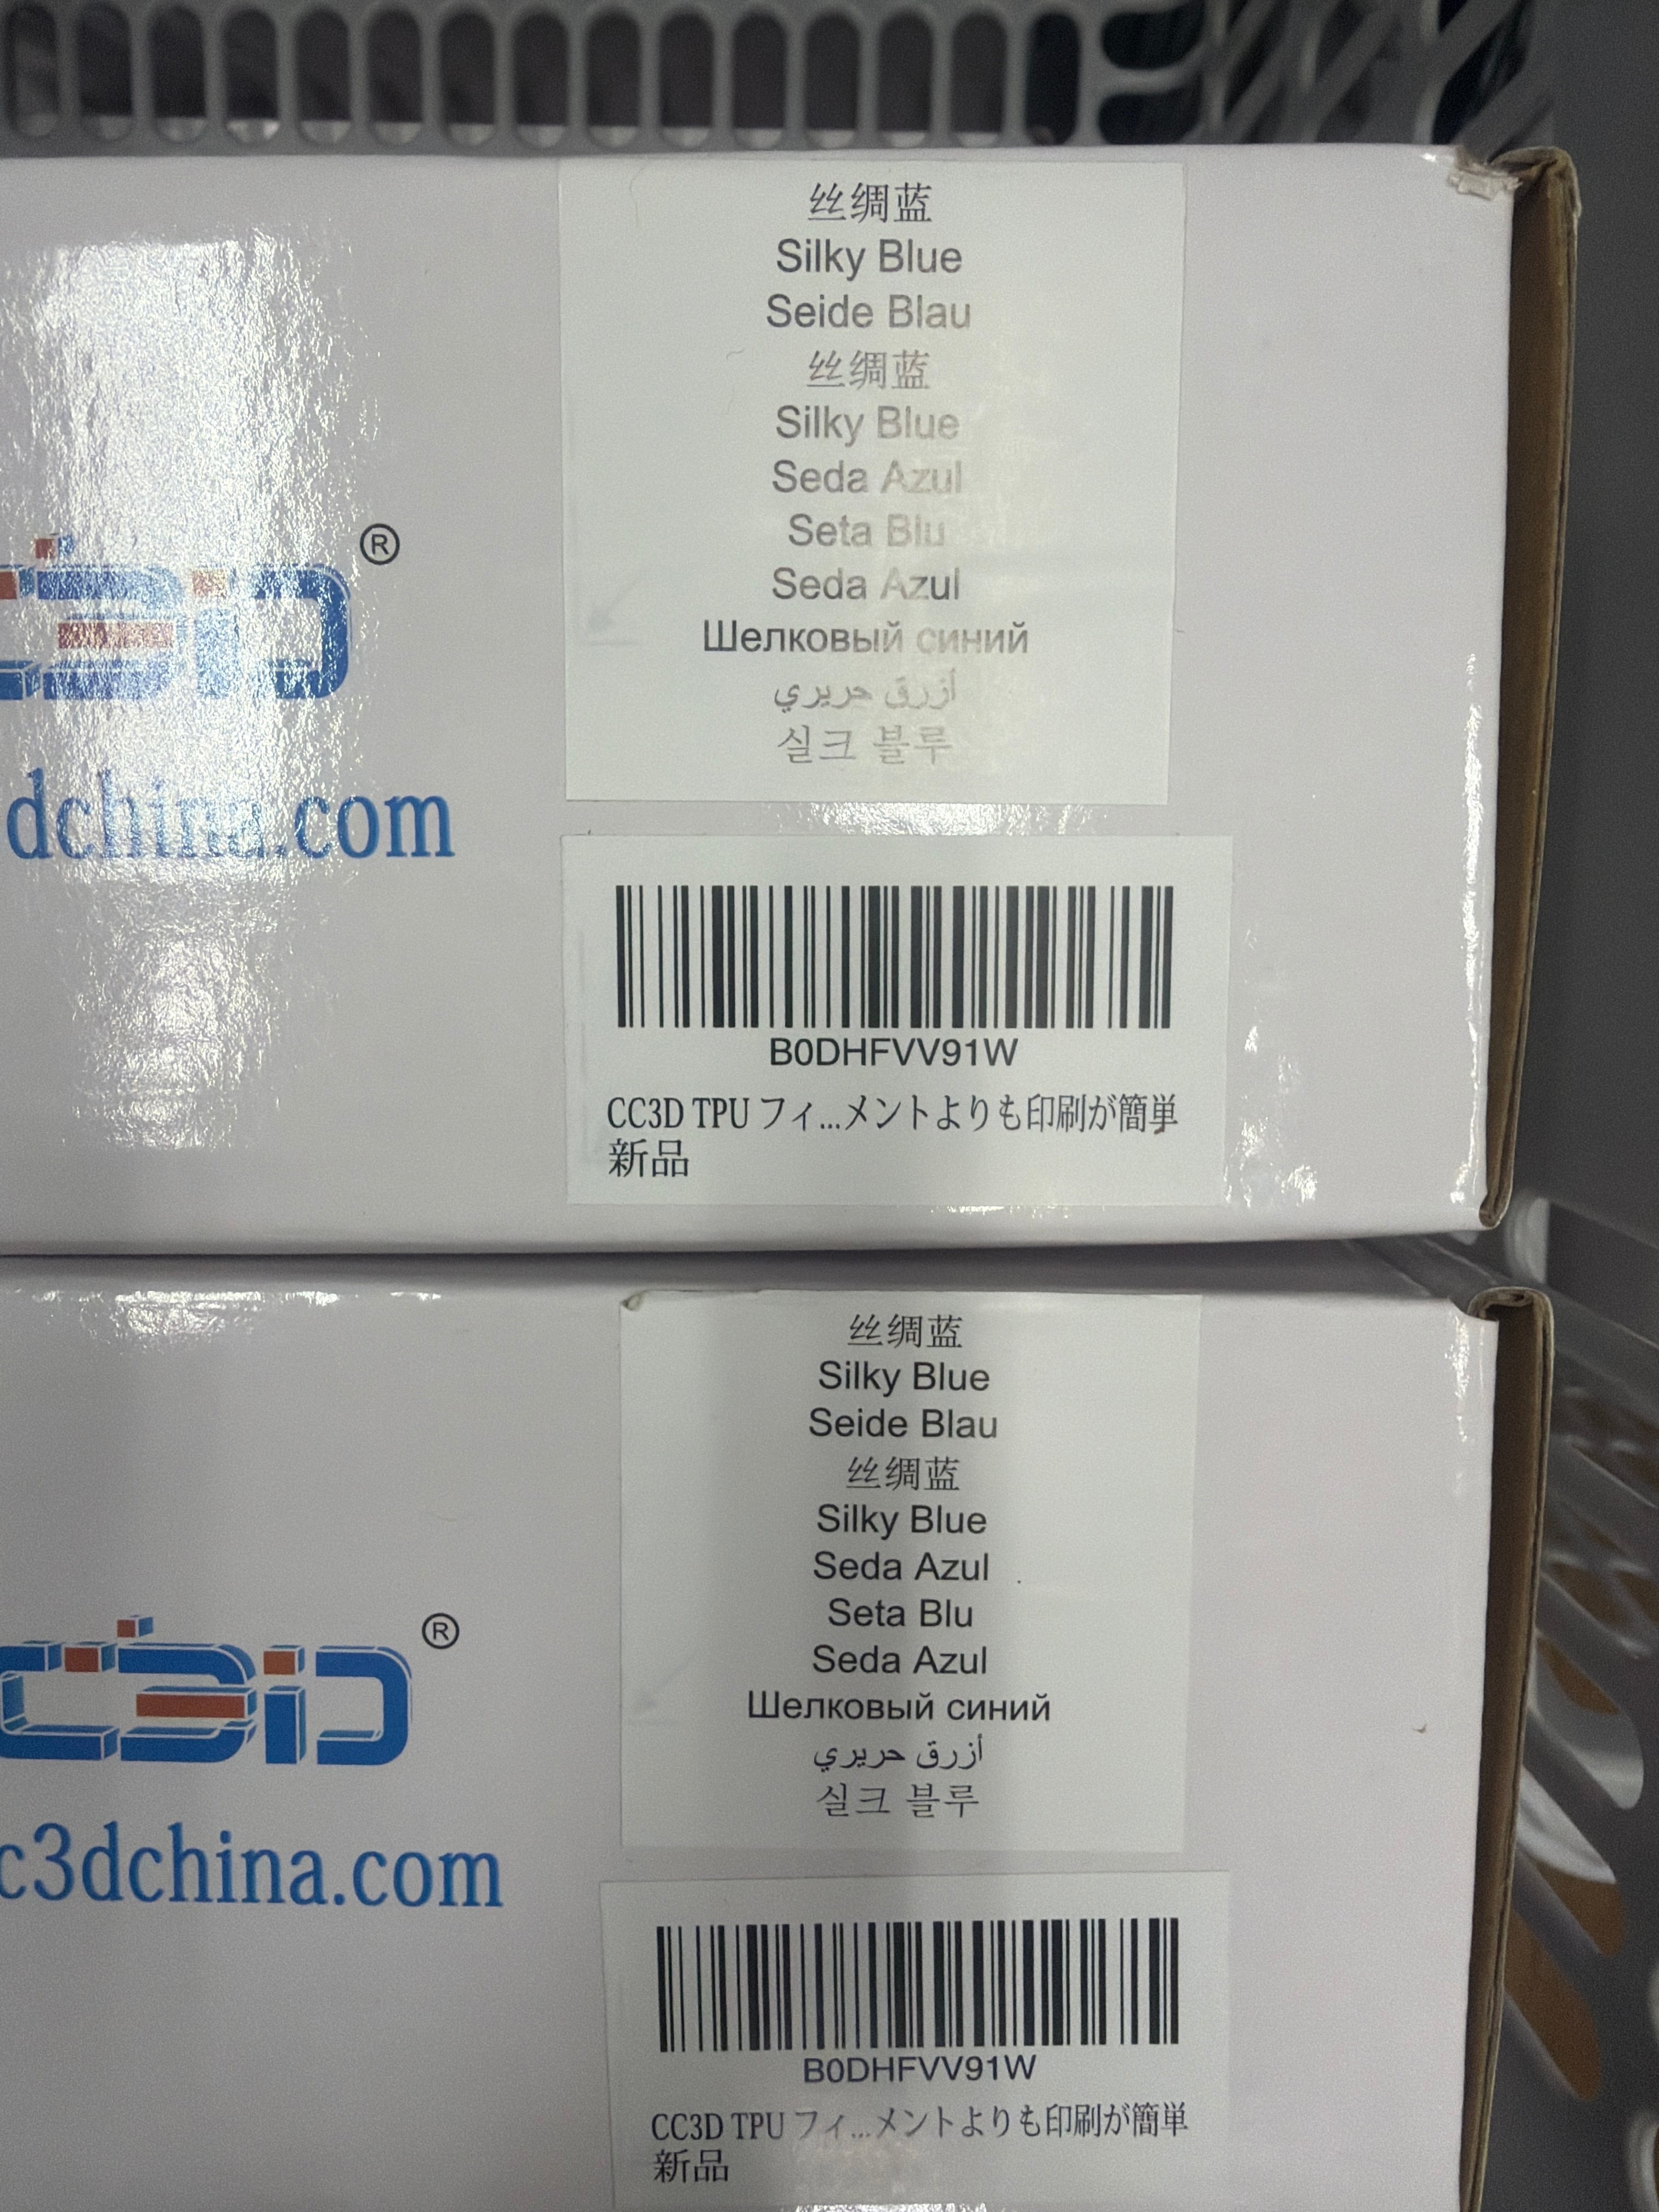 丝绸蓝
Silky Blue
Seide Blau
丝绸蓝
Silky Blue
Seda Azul
Seta Blu
Seda Azul
Шелковый синий
أزرق حريري
실크 블루
C3D ®
dchina.com
B0DHFVV91W
CC3D TPU フィ...メントよりも印刷が簡単
新品
丝绸蓝
Silky Blue
Seide Blau
丝绸蓝
Silky Blue
Seda Azul
Seta Blu
Seda Azul
Шелковый синий
أزرق حريري
실크 블루
C3D ®
c3dchina.com
B0DHFVV91W
CC3D TPU フィ...メントよりも印刷が簡単
新品